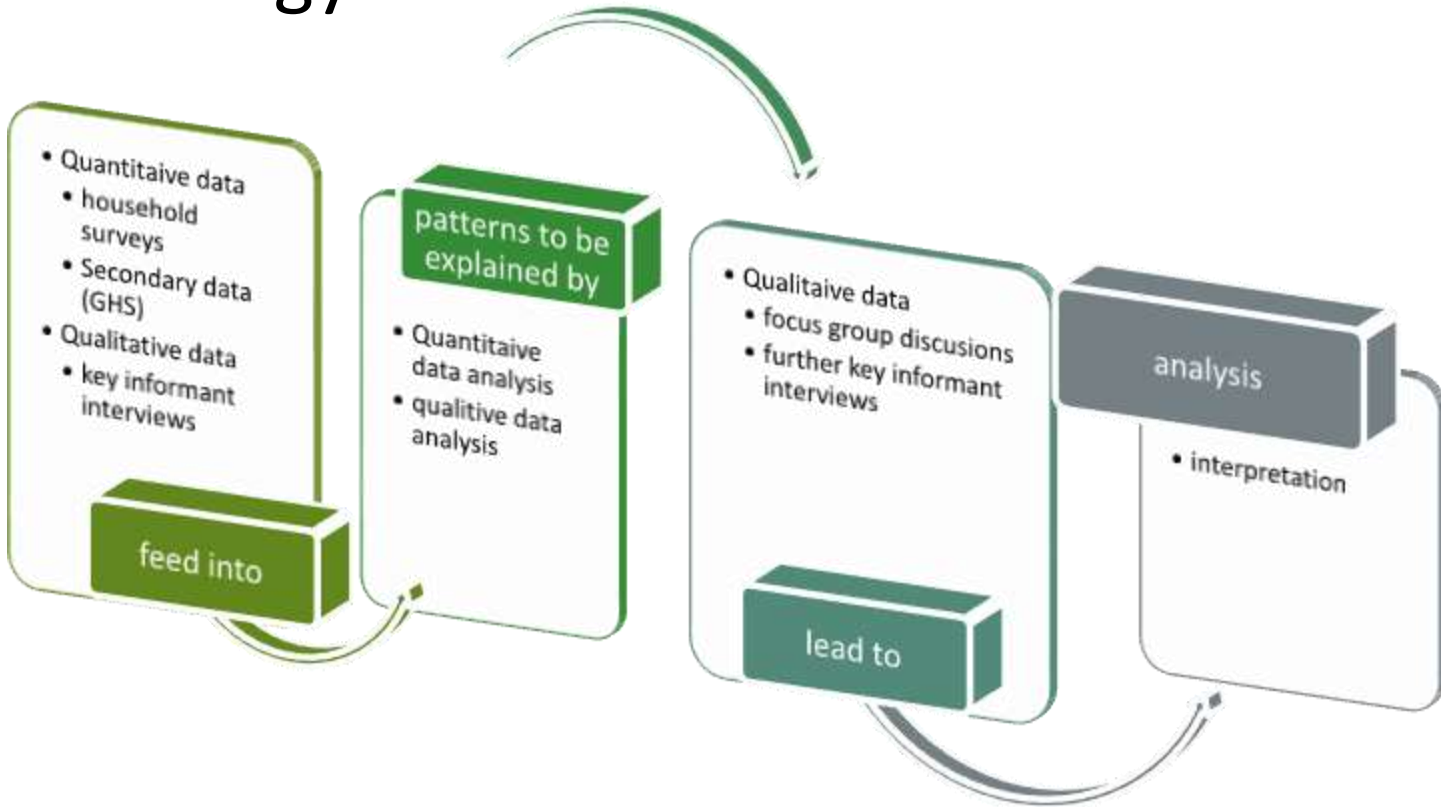 • Quantitaive data
• household
surveys
• Secondary data
(GHS)
• Qualitative data
• key informant
interviews
feed into
patterns to be
explained by
• Quantitaive
data analysis
• qualitive data
analysis
• Qualitaive data
• focus group discusions
• further key informant
interviews
lead to
analysis
• interpretation